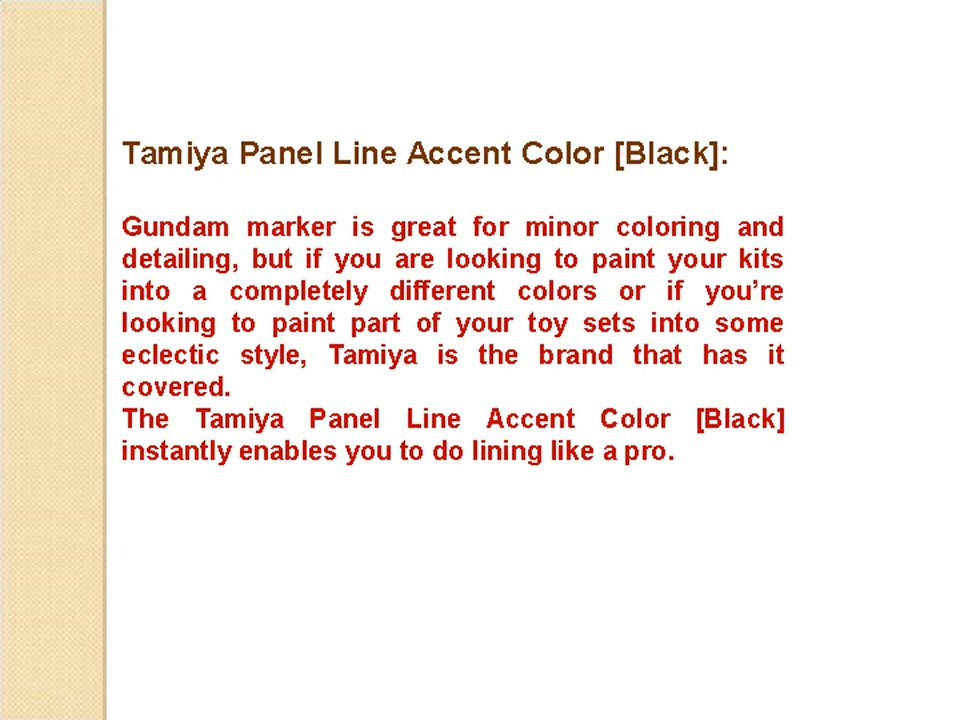 Tamiya Panel Line Accent Color [Black]:
Gundam marker is great for minor coloring and
detailing, but if you are looking to paint your kits
into a completely different colors or if you’re
looking to paint part of your toy sets into some
eclectic style, Tamiya is the brand that has it
covered.
The Tamiya Panel Line Accent Color [Black]
instantly enables you to do lining like a pro.